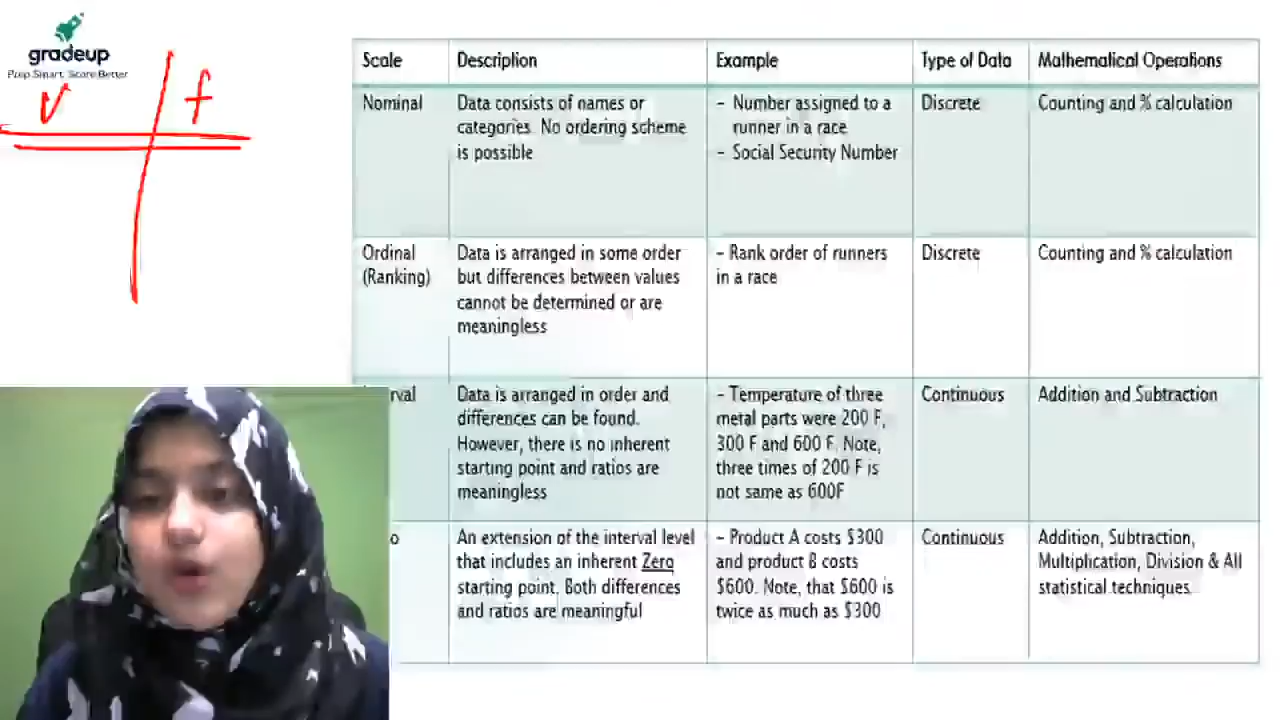 gradeup
Prep Smart. Score Better
v f
Scale Description Example Type of Data Mathematical Operations
Nominal
Data consists of names or
categories. No ordering scheme
is possible
- Number assigned to a
runner in a race
- Social Security Number
Discrete
Counting and % calculation
Ordinal
(Ranking)
Data is arranged in some order
but differences between values
cannot be determined or are
meaningless
- Rank order of runners
in a race
Discrete
Counting and % calculation
rval
Data is arranged in order and
differences can be found.
However, there is no inherent
starting point and ratios are
meaningless
- Temperature of three
metal parts were 200 F,
300 F and 600 F. Note,
three times of 200 F is
not same as 600F
Continuous
Addition and Subtraction
o
An extension of the interval level
that includes an inherent Zero
starting point. Both differences
and ratios are meaningful
- Product A costs $300
and product B costs
$600. Note, that $600 is
twice as much as $300
Continuous
Addition, Subtraction,
Multiplication, Division & All
statistical techniques.